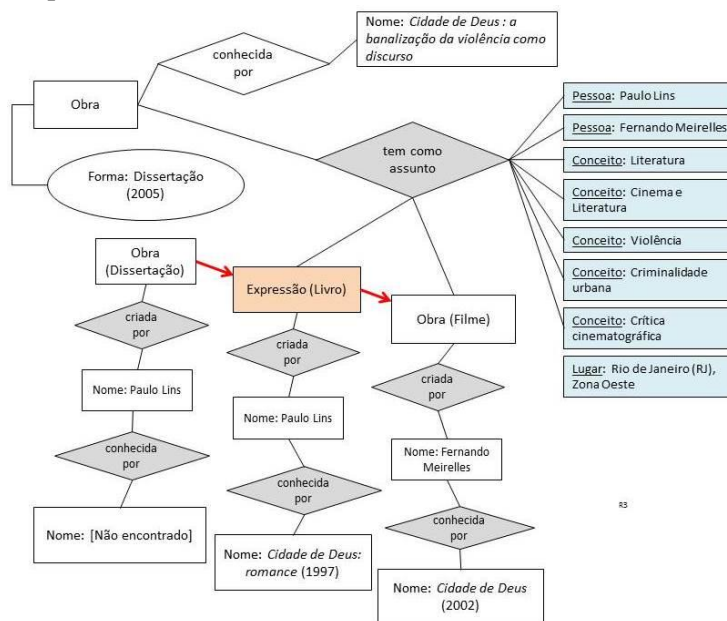 Nome: Cidade de Deus : a
banalização da violência como
discurso
conhecida
por
Obra
Forma: Dissertação
(2005)
tem como
assunto
Pessoa: Paulo Lins
Pessoa: Fernando Meirelles
Conceito: Literatura
Conceito: Cinema e
Literatura
Conceito: Violência
Conceito: Criminalidade
urbana
Conceito: Crítica
cinematográfica
Lugar: Rio de Janeiro (RJ),
Zona Oeste
Obra
(Dissertação)
criada
por
Nome: Paulo Lins
conhecida
por
Nome: [Não encontrado]
Expressão (Livro)
criada
por
Nome: Paulo Lins
conhecida
por
Nome: Cidade de Deus:
romance (1997)
Obra (Filme)
criada
por
Nome: Fernando
Meirelles
conhecida
por
Nome: Cidade de Deus
(2002)
R3